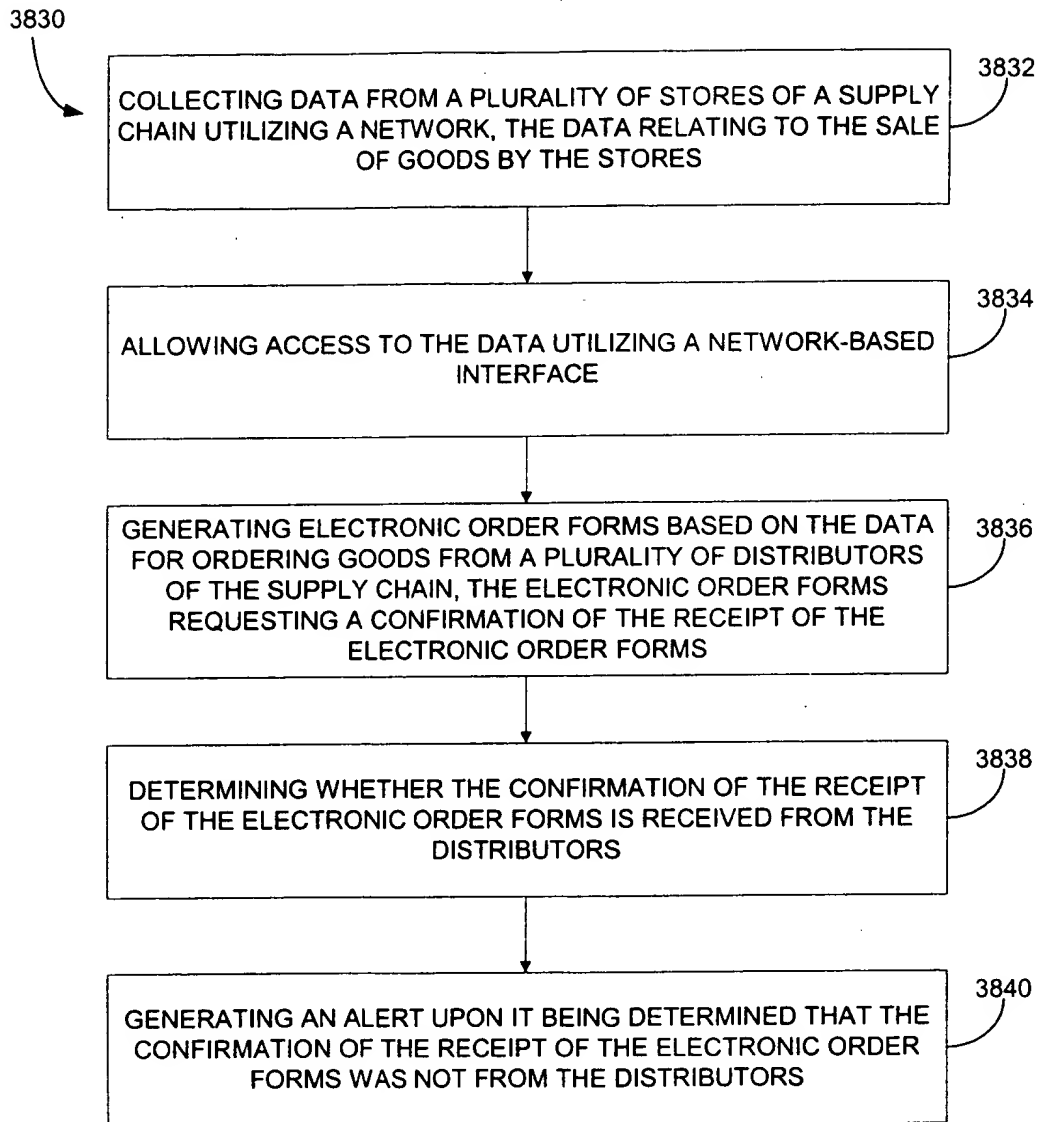 3830
3832
COLLECTING DATA FROM A PLURALITY OF STORES OF A SUPPLY
CHAIN UTILIZING A NETWORK, THE DATA RELATING TO THE SALE
OF GOODS BY THE STORES
3834
ALLOWING ACCESS TO THE DATA UTILIZING A NETWORK-BASED
INTERFACE
3836
GENERATING ELECTRONIC ORDER FORMS BASED ON THE DATA
FOR ORDERING GOODS FROM A PLURALITY OF DISTRIBUTORS
OF THE SUPPLY CHAIN, THE ELECTRONIC ORDER FORMS
REQUESTING A CONFIRMATION OF THE RECEIPT OF THE
ELECTRONIC ORDER FORMS
3838
DETERMINING WHETHER THE CONFIRMATION OF THE RECEIPT
OF THE ELECTRONIC ORDER FORMS IS RECEIVED FROM THE
DISTRIBUTORS
3840
GENERATING AN ALERT UPON IT BEING DETERMINED THAT THE
CONFIRMATION OF THE RECEIPT OF THE ELECTRONIC ORDER
FORMS WAS NOT FROM THE DISTRIBUTORS